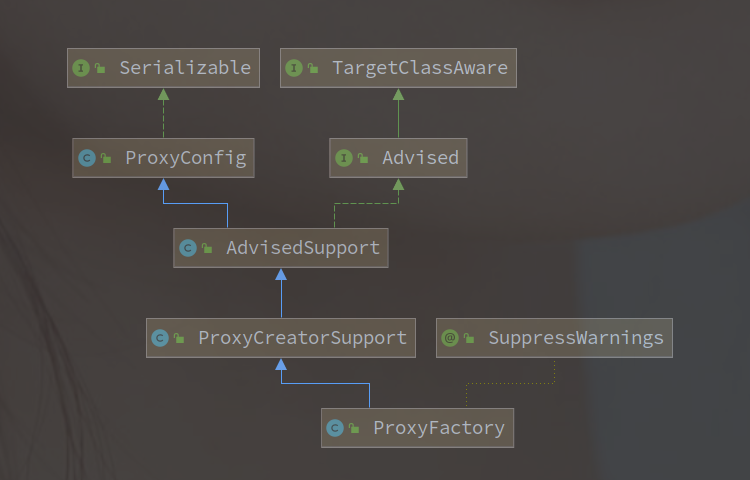 Serializable
TargetClassAware
ProxyConfig
Advised
AdvisedSupport
ProxyCreatorSupport
SuppressWarnings
ProxyFactory